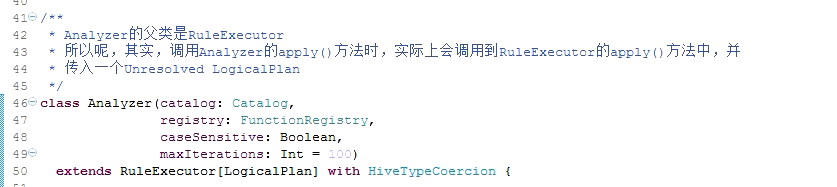 41 /**
42  * Analyzer的父类是RuleExecutor
43  * 所以呢，其实，调用Analyzer的apply()方法时，实际上会调用到RuleExecutor的apply()方法中，并
44  * 传入一个Unresolved LogicalPlan
45  */
46 class Analyzer(catalog: Catalog,
47                registry: FunctionRegistry,
48                caseSensitive: Boolean,
49                maxIterations: Int = 100)
50   extends RuleExecutor[LogicalPlan] with HiveTypeCoercion {